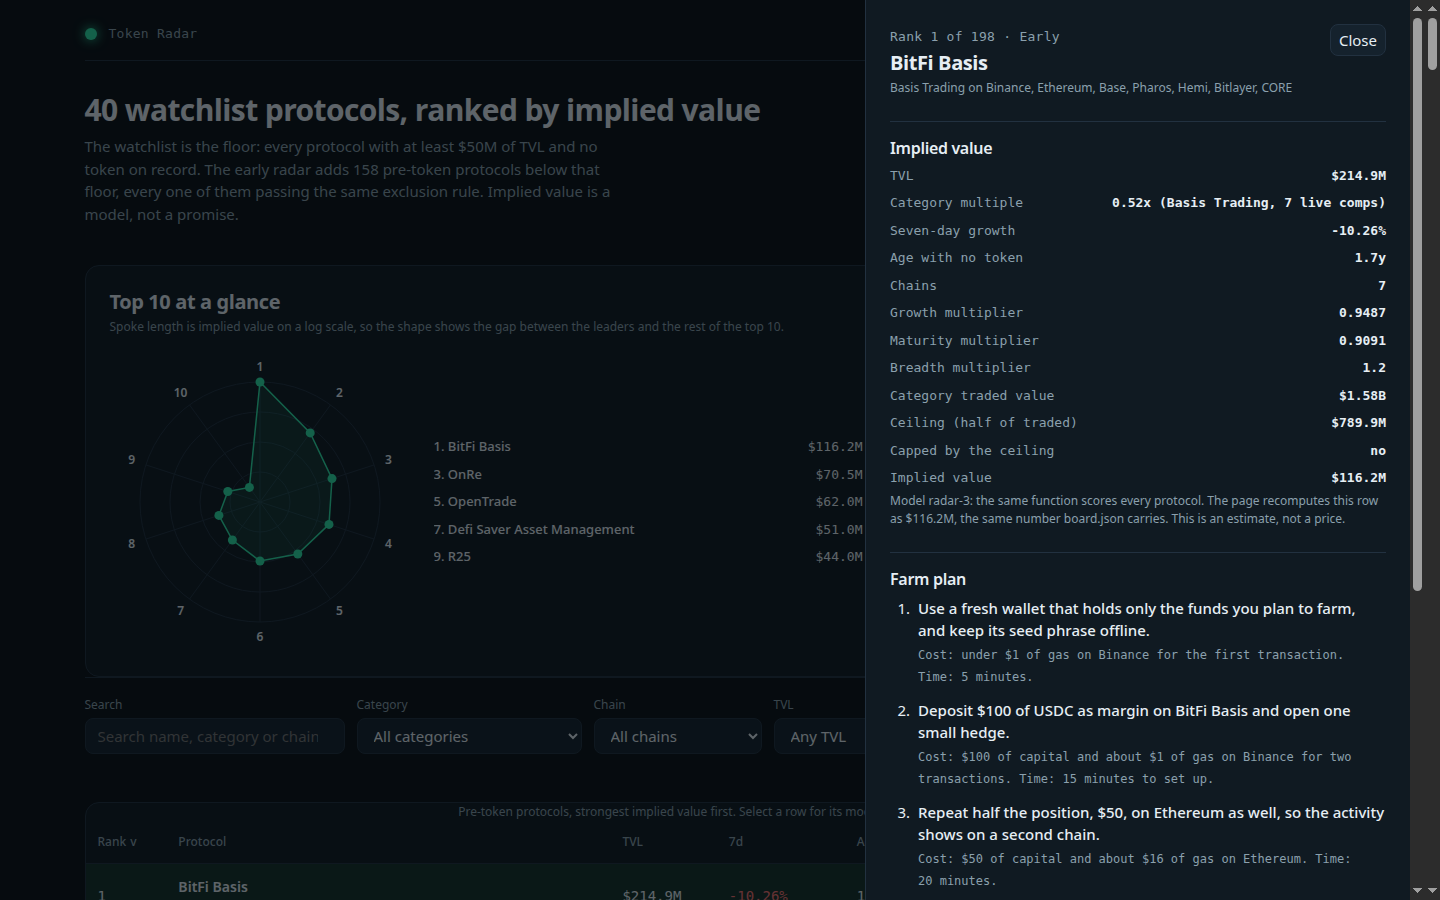 Token Radar
40 watchlist protocols, ranked by implied value
The watchlist is the floor: every protocol with at least $50M of TVL and no
token on record. The early radar adds 158 pre-token protocols below that
floor, every one of them passing the same exclusion rule. Implied value is a
model, not a promise.
Top 10 at a glance
Spoke length is implied value on a log scale, so the shape shows the gap between the leaders and the rest of the top 10.
1
2
3
4
5
6
7
8
9
10
1. BitFi Basis $116.2M
3. OnRe $70.5M
5. OpenTrade $62.0M
7. Defi Saver Asset Management $51.0M
9. R25 $44.0M
Search Category Chain TVL
Search name, category or chain All categories All chains Any TVL
Pre-token protocols, strongest implied value first. Select a row for its mo
Rank v Protocol TVL 7d A
BitFi Basis
1 $214.9M -10.26% 1
Rank 1 of 198 · Early
Close
BitFi Basis
Basis Trading on Binance, Ethereum, Base, Pharos, Hemi, Bitlayer, CORE
Implied value
TVL $214.9M
Category multiple 0.52x (Basis Trading, 7 live comps)
Seven-day growth -10.26%
Age with no token 1.7y
Chains 7
Growth multiplier 0.9487
Maturity multiplier 0.9091
Breadth multiplier 1.2
Category traded value $1.58B
Ceiling (half of traded) $789.9M
Capped by the ceiling no
Implied value $116.2M
Model radar-3: the same function scores every protocol. The page recomputes this row
as $116.2M, the same number board.json carries. This is an estimate, not a price.
Farm plan
1. Use a fresh wallet that holds only the funds you plan to farm,
and keep its seed phrase offline.
Cost: under $1 of gas on Binance for the first transaction.
Time: 5 minutes.
2. Deposit $100 of USDC as margin on BitFi Basis and open one
small hedge.
Cost: $100 of capital and about $1 of gas on Binance for two
transactions. Time: 15 minutes to set up.
3. Repeat half the position, $50, on Ethereum as well, so the activity
shows on a second chain.
Cost: $50 of capital and about $16 of gas on Ethereum. Time:
20 minutes.